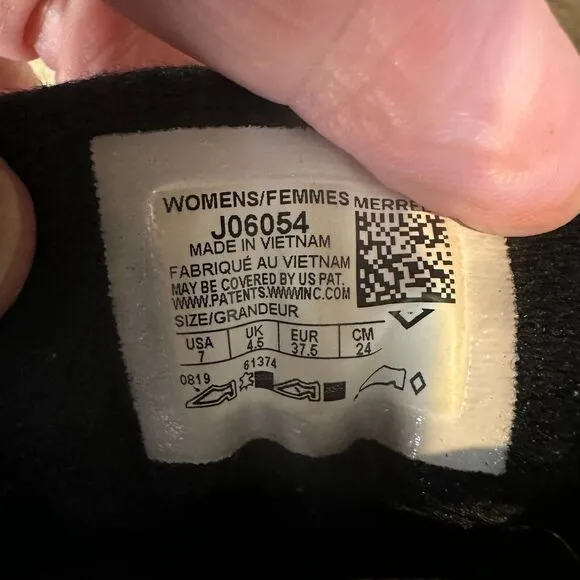 WOMENS/FEMMES MERRE
J06054
MADE IN VIETNAM
FABRIQUÉ AU VIETNAM
MAY BE COVERED BY US PAT.
WWW.PATENTS.WWWINC.COM
SIZE/GRANDEUR
USA UK EUR CM
7 4.5 37.5 24
61374
0819